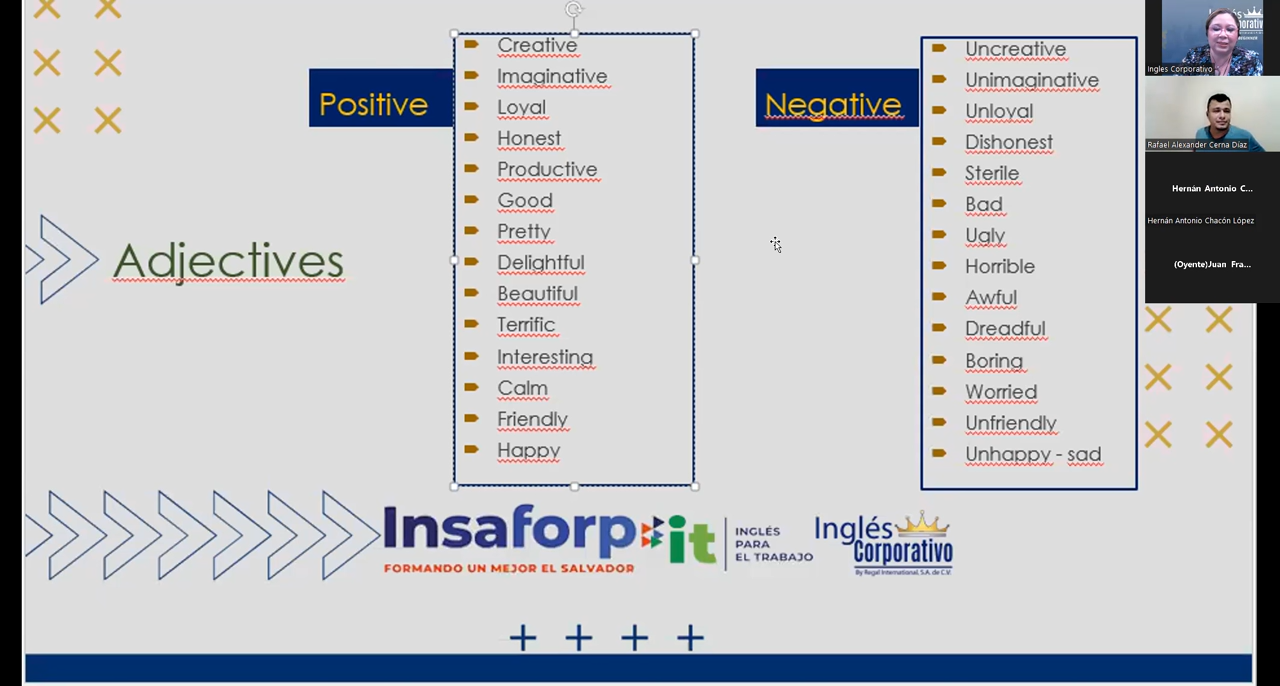 Adjectives
Positive
Creative
Imaginative
Loyal
Honest
Productive
Good
Pretty
Delightful
Beautiful
Terrific
Interesting
Calm
Friendly
Happy
Negative
Uncreative
Unimaginative
Unloyal
Dishonest
Sterile
Bad
Ugly
Horrible
Awful
Dreadful
Boring
Worried
Unfriendly
Unhappy - sad
Insaforp
FORMANDO UN MEJOR EL SALVADOR
it
INGLÉS
PARA
EL TRABAJO
Inglés
Corporativo
By Regal International, S.A. de C.V.
Inglés
Ingles Corporativo
Rafael Alexander Cerna Díaz
Hernán Antonio C...
Hernán Antonio Chacón López
(Oyente)Juan Fra...